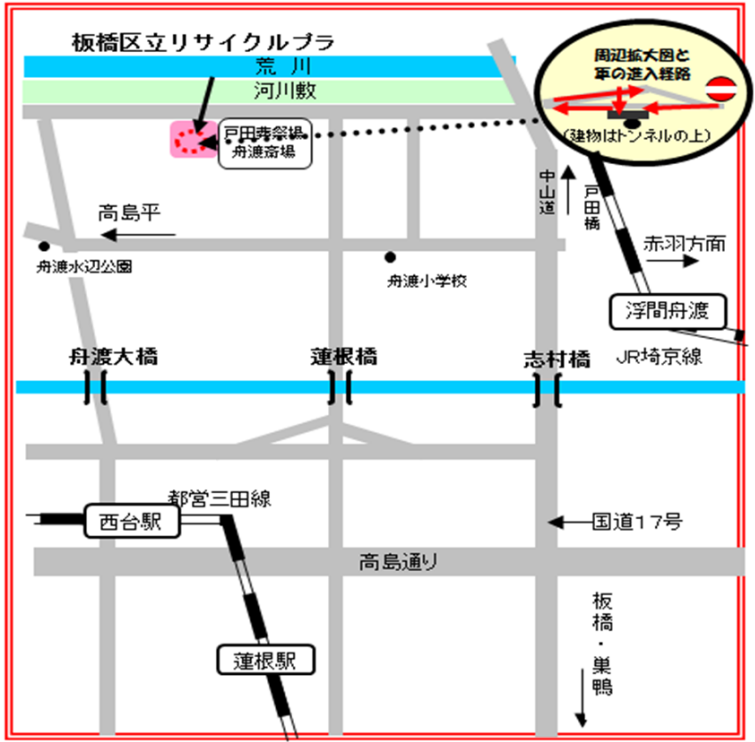 板橋区立リサイクルプラ
荒 川
河川敷
周辺拡大図と
軍の進入経路
(建物はトンネルの上)
戸田葬祭場
舟渡斎場
中山道
戸田橋
高島平
赤羽方面
舟渡水辺公園
舟渡小学校
浮間舟渡
JR埼京線
舟渡大橋
蓮根橋
志村橋
都営三田線
西台駅
国道17号
高島通り
板橋・巣鴨
蓮根駅